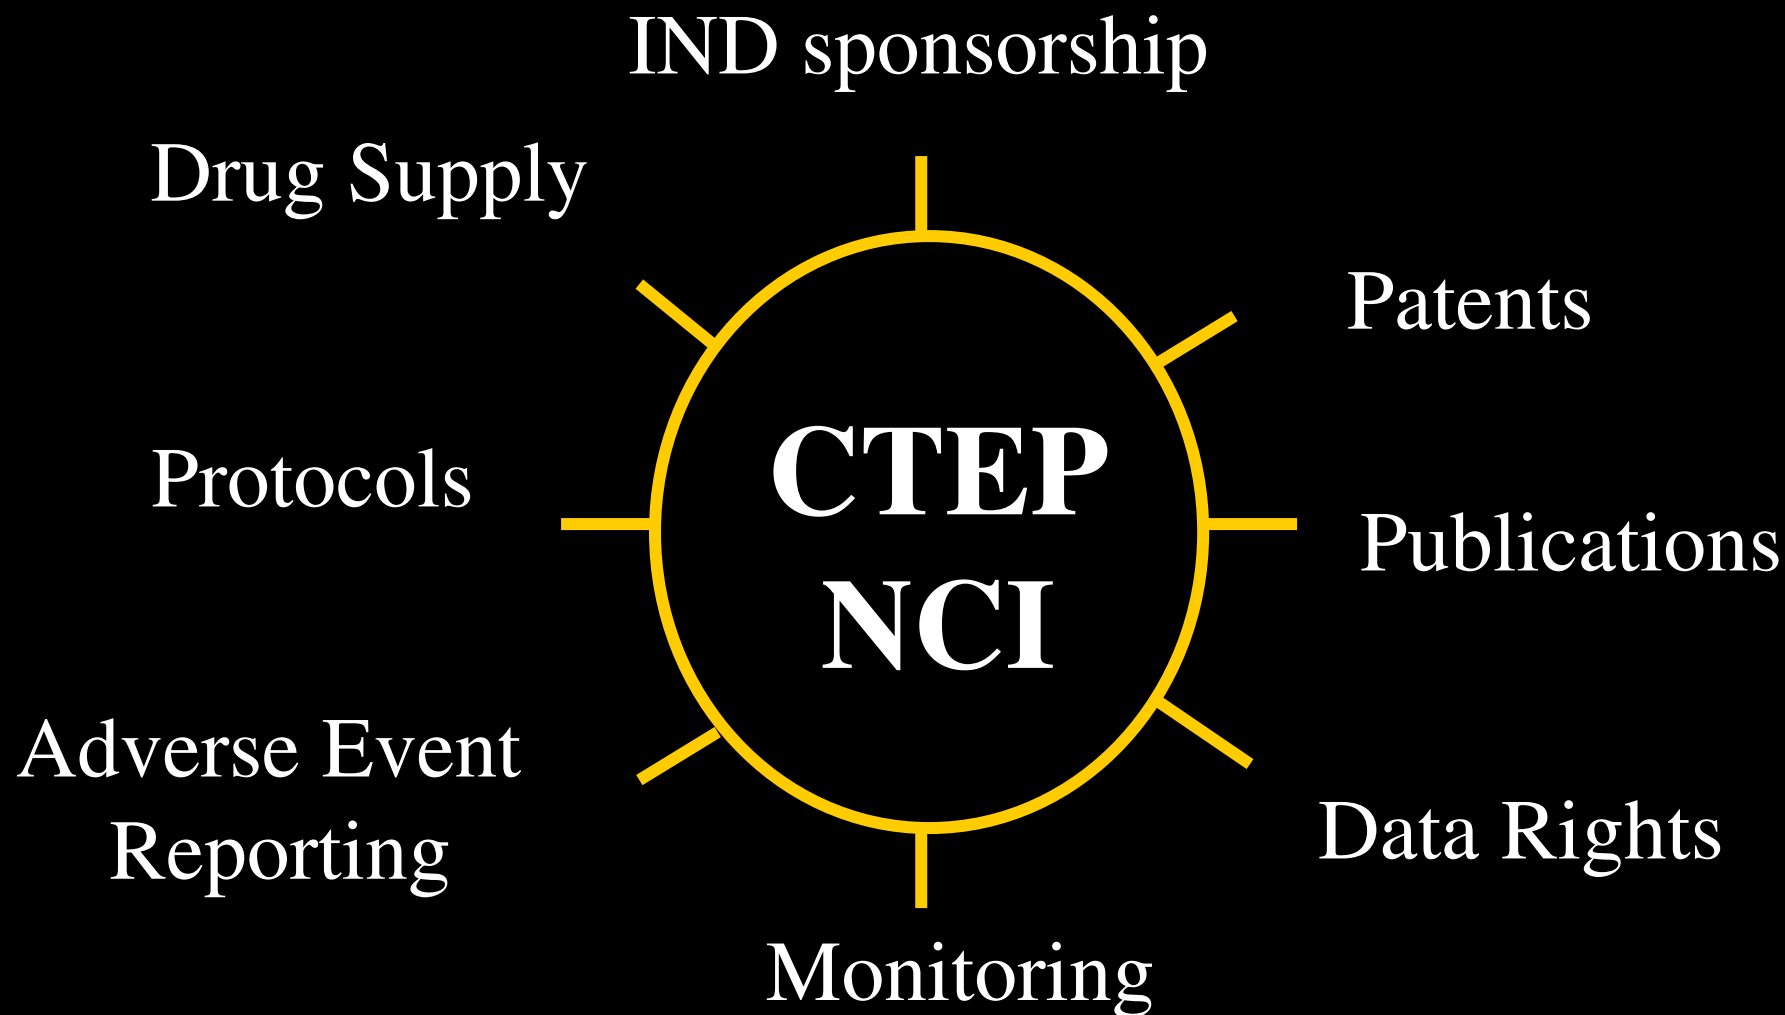 IND sponsorship
Drug Supply
Patents
CTEP
NCI
Protocols
Publications
Adverse Event
Reporting
Data Rights
Monitoring